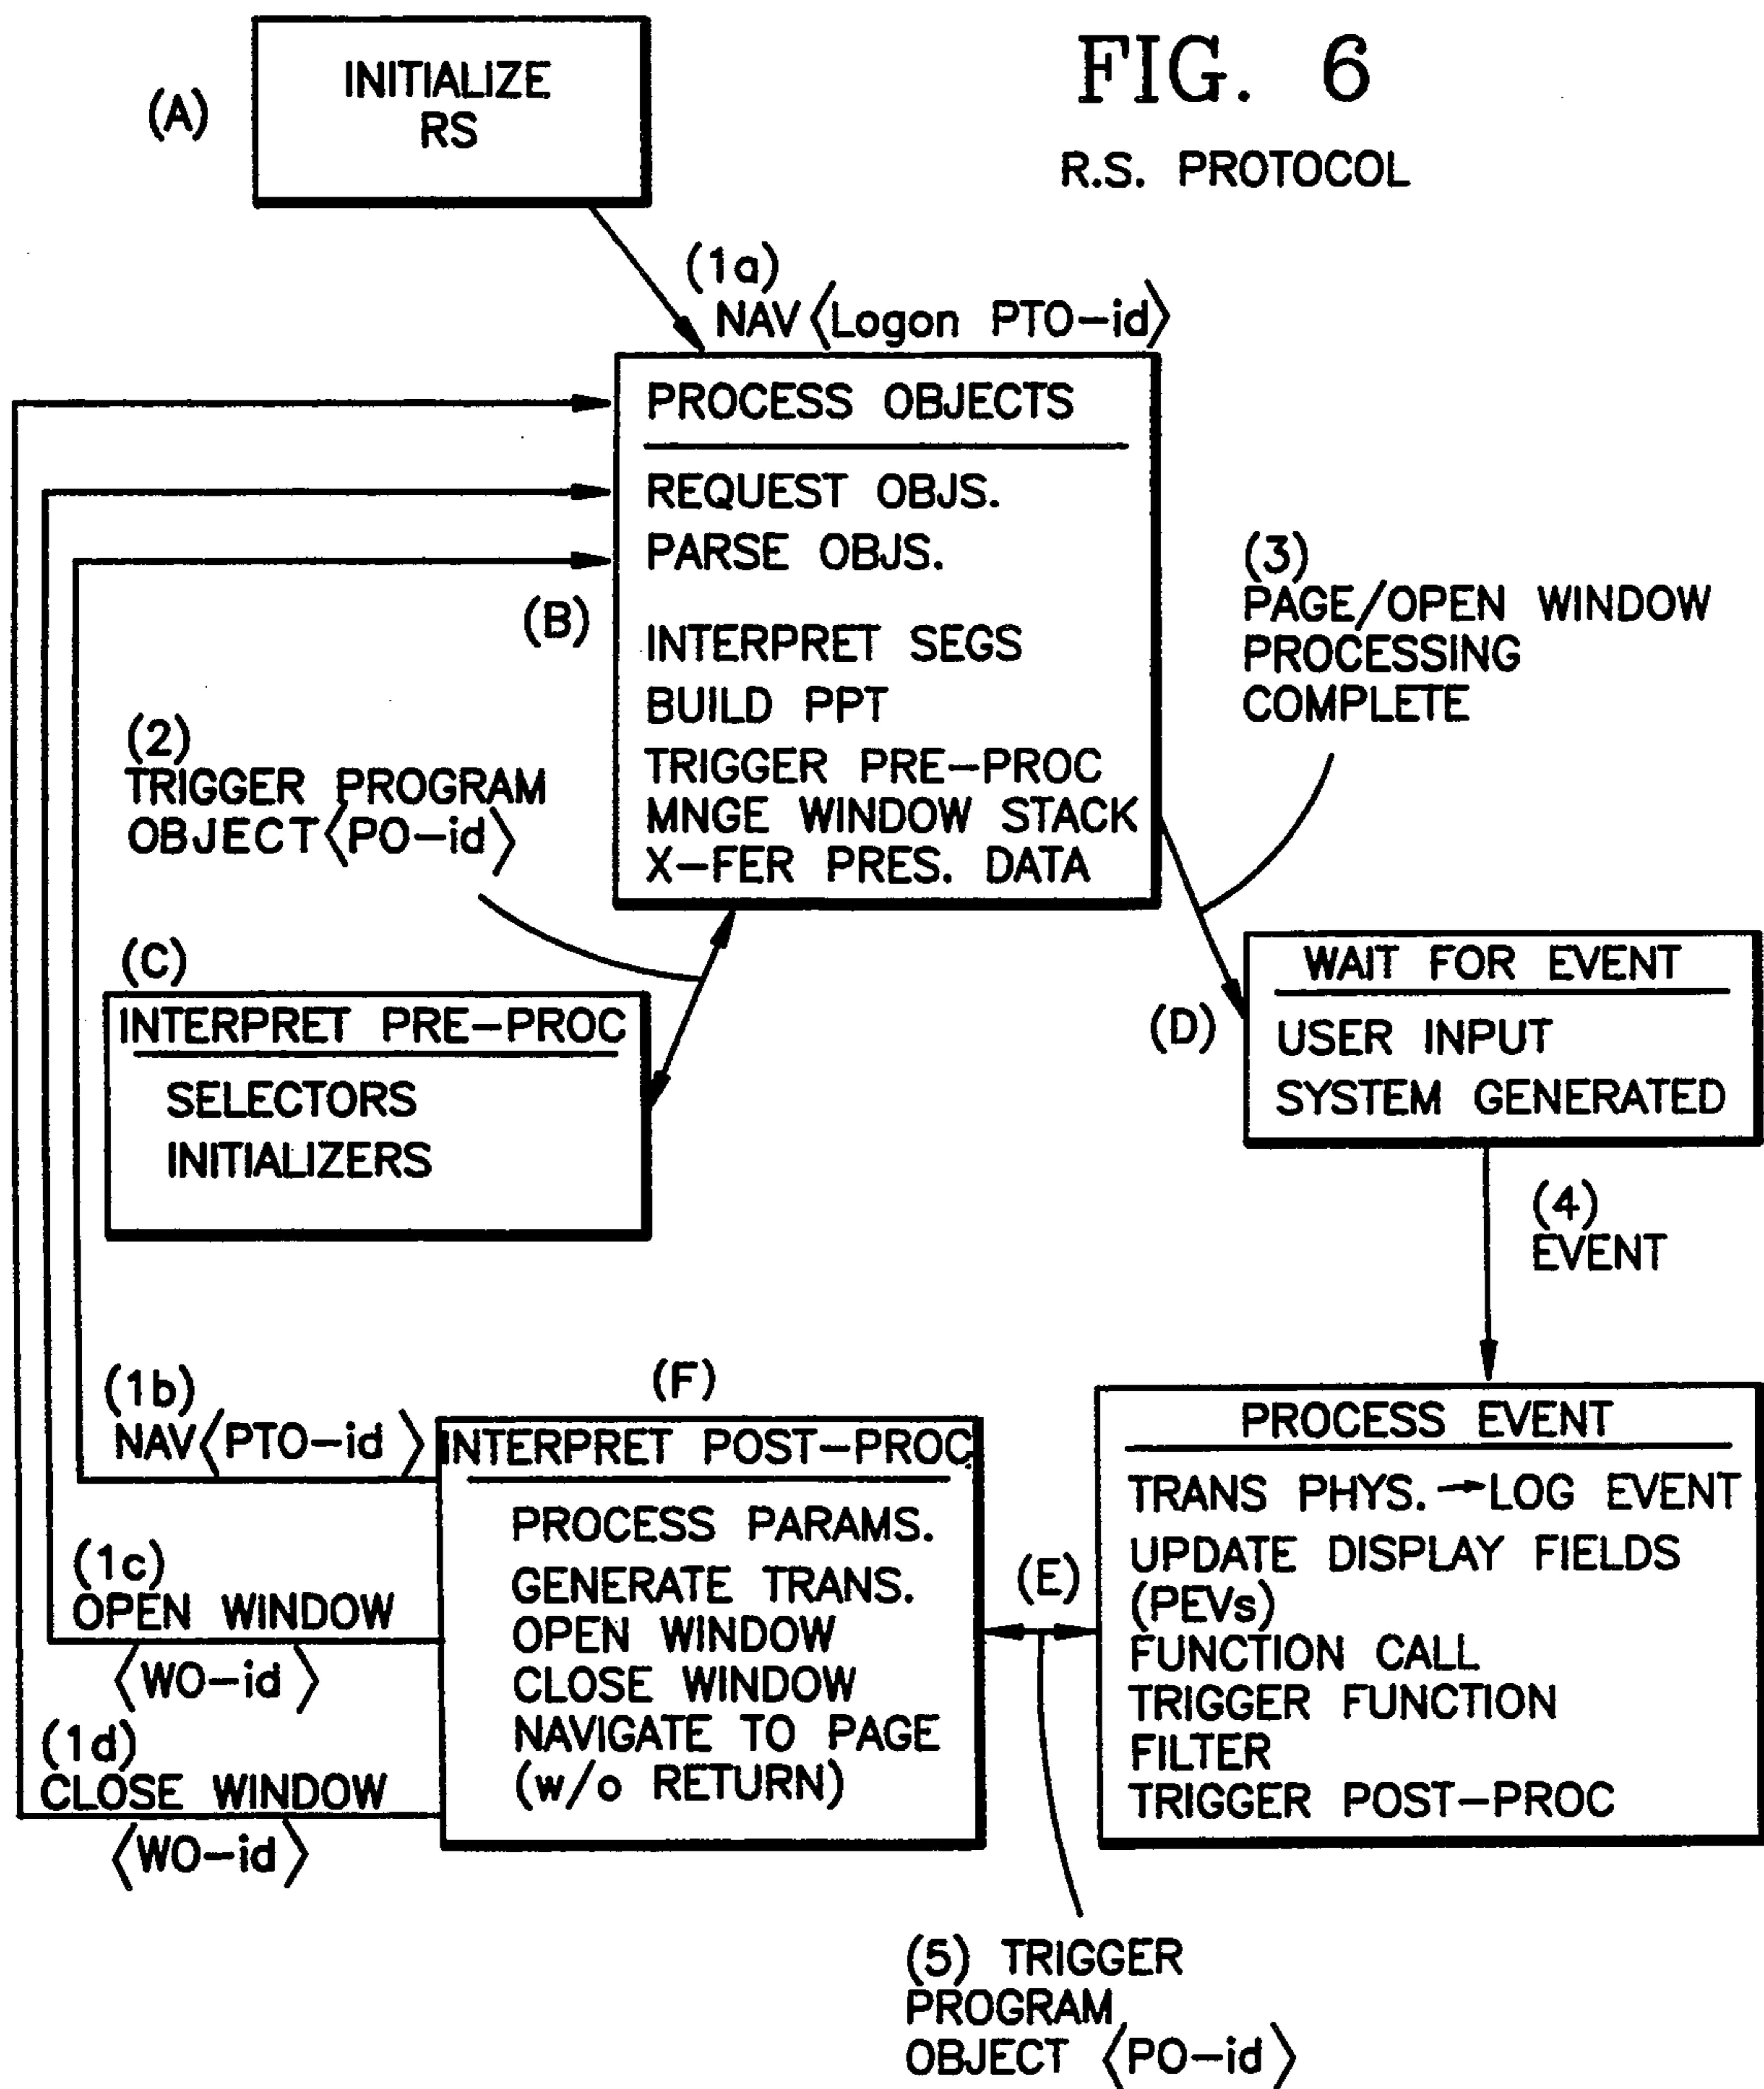 FIG. 6
R.S. PROTOCOL
(A)
INITIALIZE
RS
(1a)
NAV⟨Logon PTO-id⟩
PROCESS OBJECTS
REQUEST OBJS.
PARSE OBJS.
(B)
INTERPRET SEGS
BUILD PPT
TRIGGER PRE-PROC
MNGE WINDOW STACK
X-FER PRES. DATA
(2)
TRIGGER PROGRAM
OBJECT⟨PO-id⟩
(3)
PAGE/OPEN WINDOW
PROCESSING
COMPLETE
(C)
INTERPRET PRE-PROC
SELECTORS
INITIALIZERS
(D)
WAIT FOR EVENT
USER INPUT
SYSTEM GENERATED
(4)
EVENT
(1b)
NAV⟨PTO-id⟩
(1c)
OPEN WINDOW
⟨WO-id⟩
(1d)
CLOSE WINDOW
⟨WO-id⟩
(F)
INTERPRET POST-PROC.
PROCESS PARAMS.
GENERATE TRANS.
OPEN WINDOW
CLOSE WINDOW
NAVIGATE TO PAGE
(w/o RETURN)
(E)
PROCESS EVENT
TRANS PHYS.→LOG EVENT
UPDATE DISPLAY FIELDS
(PEVs)
FUNCTION CALL
TRIGGER FUNCTION
FILTER
TRIGGER POST-PROC
(5) TRIGGER
PROGRAM
OBJECT ⟨PO-id⟩